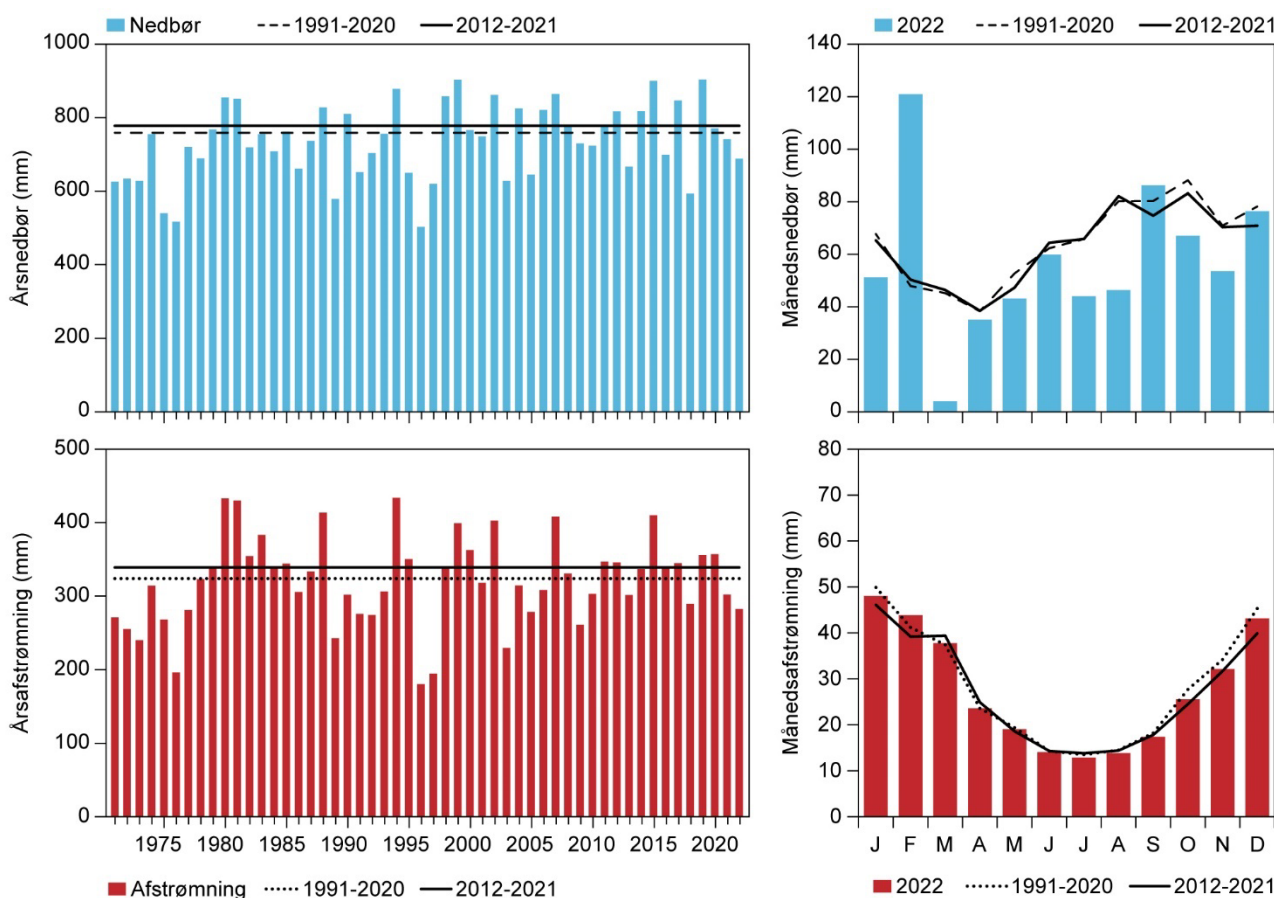 Nedbør 1991-2020 2012-2021
1000
800
600
400
200
0
Årsnedbør (mm)
2022 1991-2020 2012-2021
140
120
100
80
60
40
20
0
Månedsnedbør (mm)
500
400
300
200
100
0
Årsafstrømning (mm)
1975 1980 1985 1990 1995 2000 2005 2010 2015 2020
Afstrømning 1991-2020 2012-2021
80
70
60
50
40
30
20
10
0
Månedsafstrømning (mm)
J F M A M J J A S O N D
2022 1991-2020 2012-2021